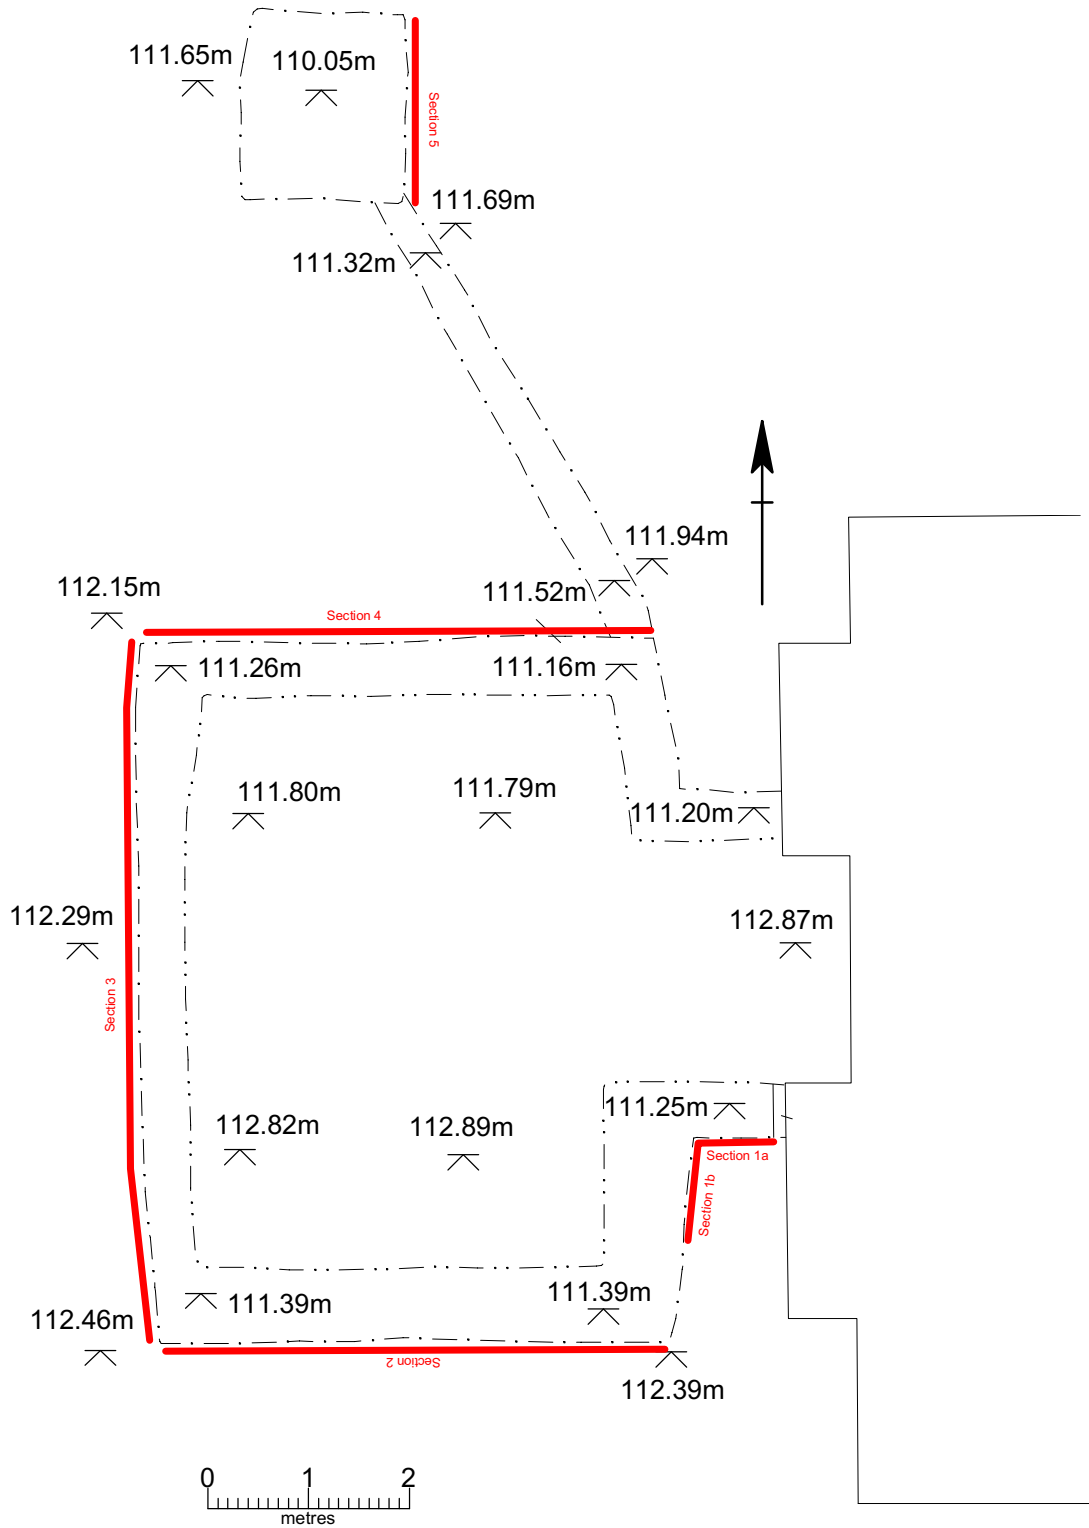 111.65m
110.05m
Section 5
111.69m
111.32m
111.94m
111.52m
112.15m
Section 4
111.26m
111.16m
111.80m
111.79m
111.20m
112.29m
112.87m
Section 3
111.25m
112.82m
112.89m
Section 1a
Section 1b
111.39m
111.39m
112.46m
Section 2
112.39m
0 1 2
metres